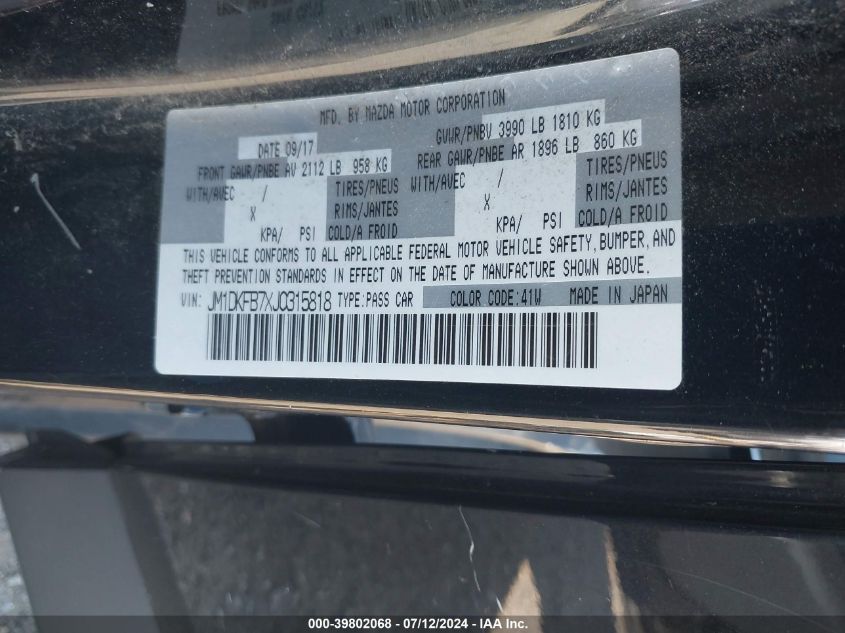 MFD. BY MAZDA MOTOR CORPORATION
DATE 09/17 GVWR/PNBV 3990 LB 1810 KG
FRONT GAWR/PNBE AV 2112 LB 958 KG REAR GAWR/PNBE AR 1896 LB 860 KG
WITH/AVEC / TIRES/PNEUS WITH/AVEC / TIRES/PNEUS
X RIMS/JANTES X RIMS/JANTES
KPA/ PSI COLD/A FROID KPA/ PSI COLD/A FROID
THIS VEHICLE CONFORMS TO ALL APPLICABLE FEDERAL MOTOR VEHICLE SAFETY, BUMPER, AND
THEFT PREVENTION STANDARDS IN EFFECT ON THE DATE OF MANUFACTURE SHOWN ABOVE.
VIN: JM1DKFB7XJ0315818 TYPE:PASS CAR COLOR CODE:41W MADE IN JAPAN
000-39802068 - 07/12/2024 - IAA Inc.